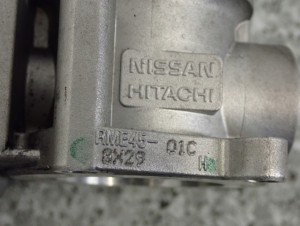 NISSAN
HITACHI
RME45- 01C
8X29 H